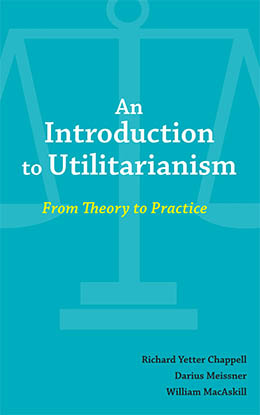 An
Introduction
to Utilitarianism
From Theory to Practice
Richard Yetter Chappell
Darius Meissner
William MacAskill